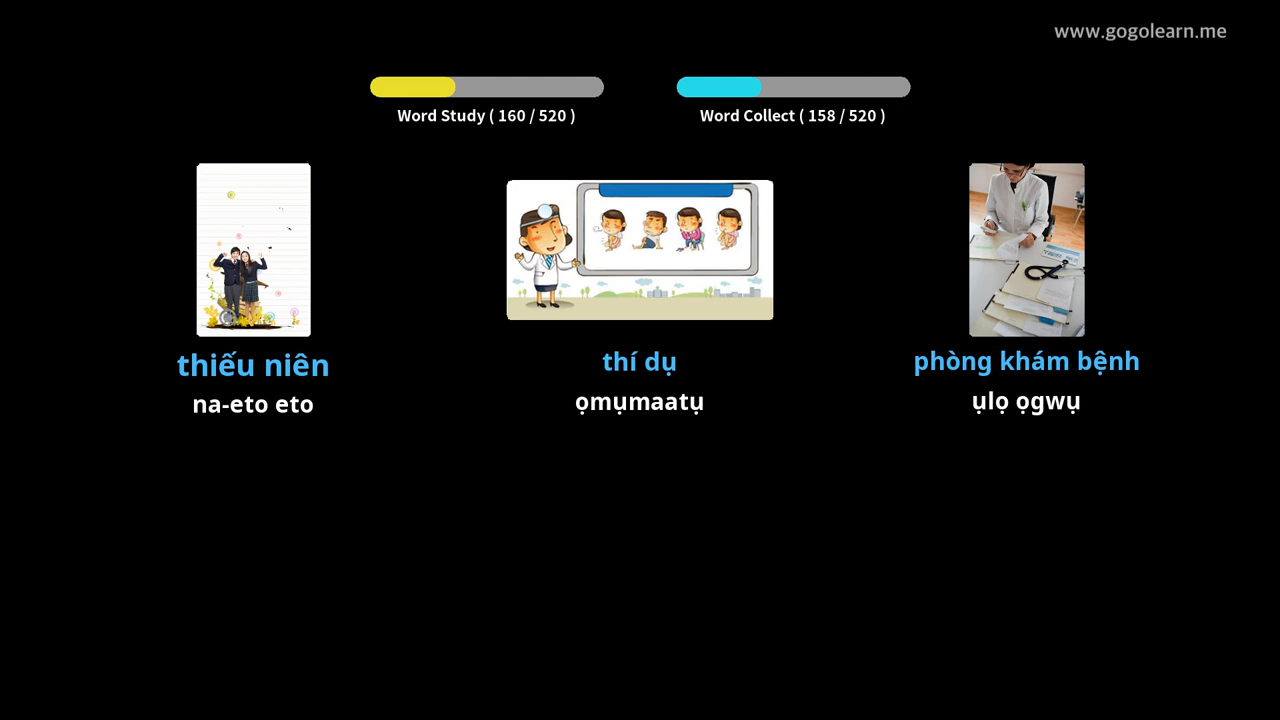 www.gogolearn.me
Word Study ( 160 / 520 )
Word Collect ( 158 / 520 )
thiếu niên
na-eto eto
thí dụ
ọmụmaatụ
phòng khám bệnh
ụlọ ọgwụ